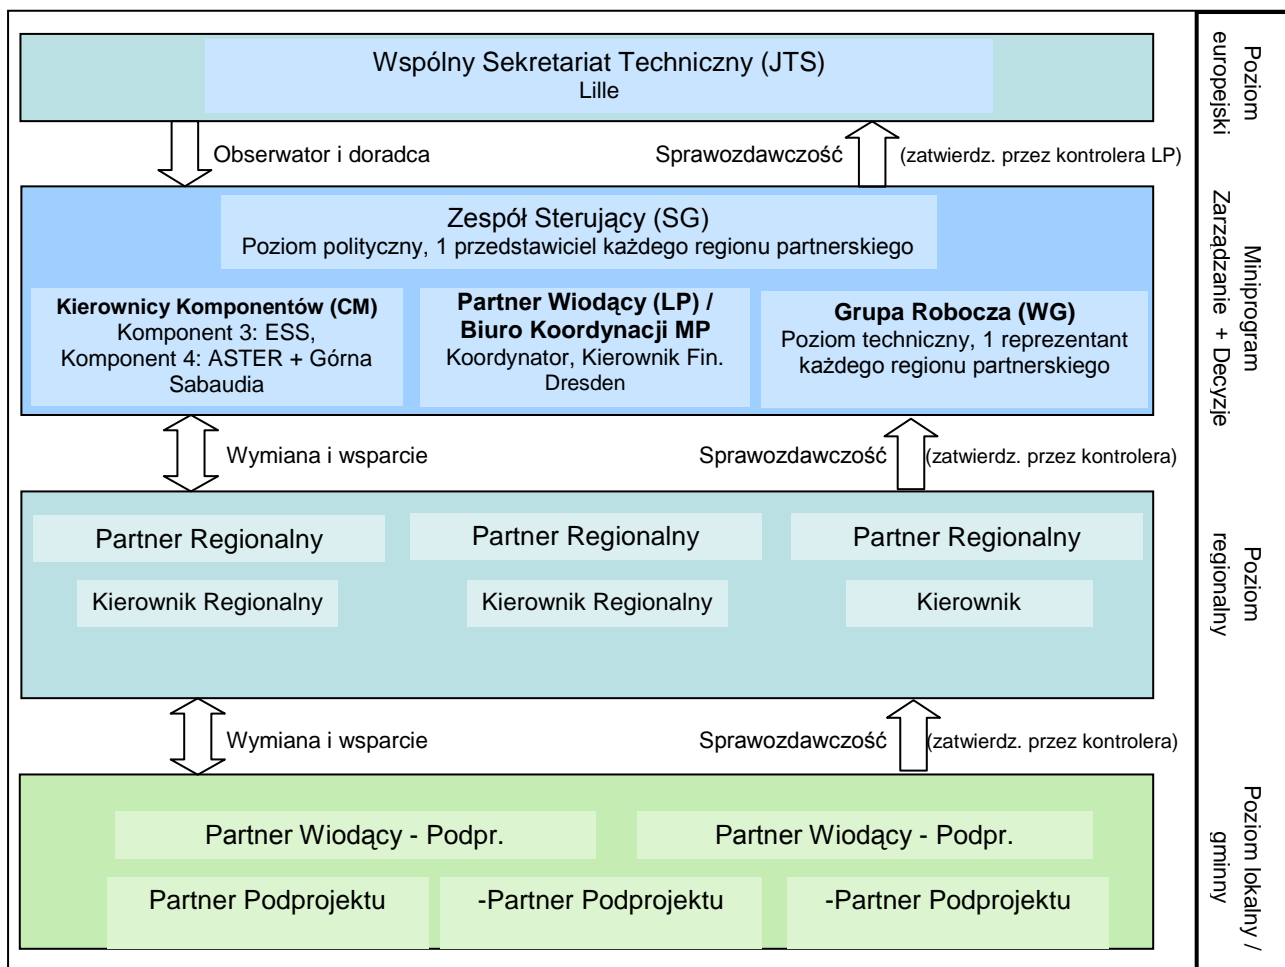 Wspólny Sekretariat Techniczny (JTS)
Lille
Poziom
europejski
Obserwator i doradca
Sprawozdawczość
(zatwierdz. przez kontrolera LP)
Zespół Sterujący (SG)
Poziom polityczny, 1 przedstawiciel każdego regionu partnerskiego
Kierownicy Komponentów (CM)
Komponent 3: ESS,
Komponent 4: ASTER + Górna
Sabaudia
Partner Wiodący (LP) /
Biuro Koordynacji MP
Koordynator, Kierownik Fin.
Dresden
Grupa Robocza (WG)
Poziom techniczny, 1 reprezentant
każdego regionu partnerskiego
Miniprogram
Zarządzanie + Decyzje
Wymiana i wsparcie
Sprawozdawczość
(zatwierdz. przez kontrolera)
Partner Regionalny
Partner Regionalny
Partner Regionalny
Kierownik Regionalny
Kierownik Regionalny
Kierownik
Poziom
regionalny
Wymiana i wsparcie
Sprawozdawczość
(zatwierdz. przez kontrolera)
Partner Wiodący - Podpr.
Partner Wiodący - Podpr.
Partner Podprojektu
-Partner Podprojektu
-Partner Podprojektu
Poziom lokalny /
gminny